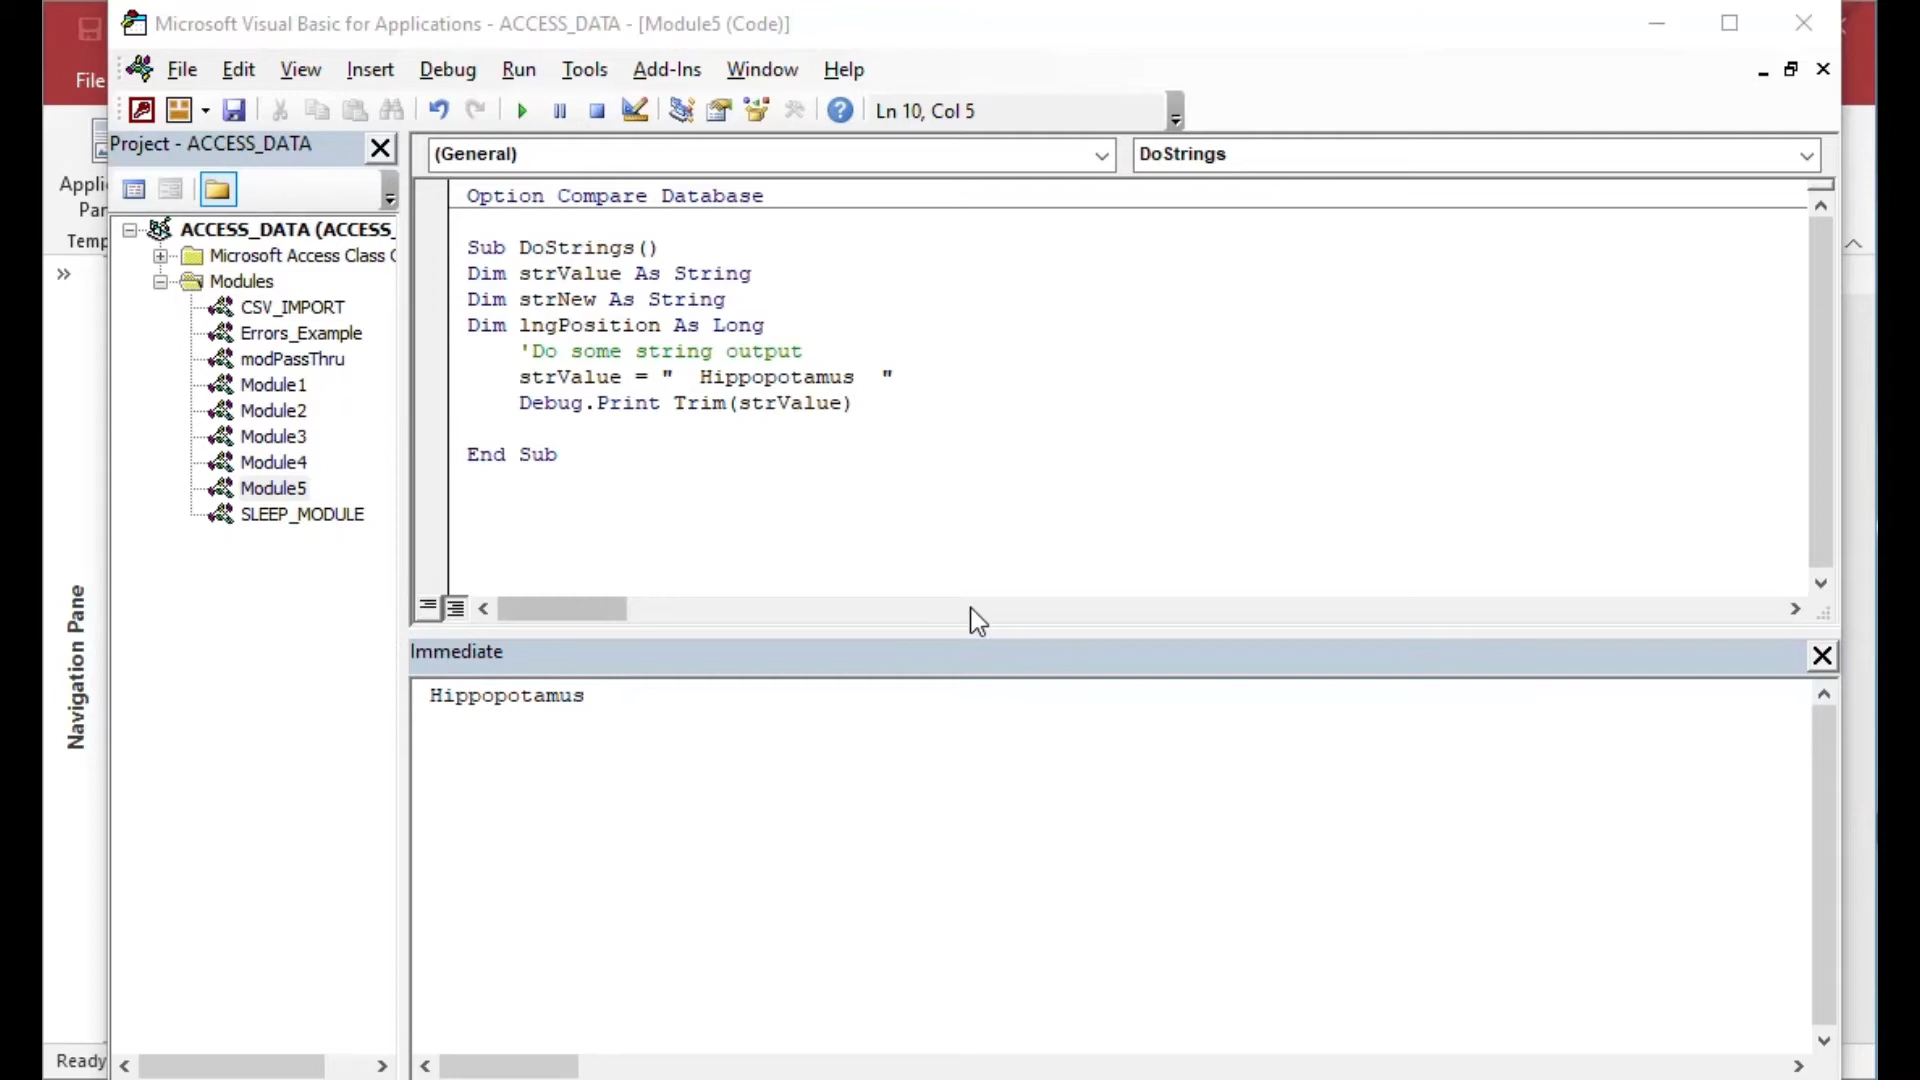 Microsoft Visual Basic for Applications - ACCESS_DATA - [Module5 (Code)]
File
File Edit View Insert Debug Run Tools Add-Ins Window Help
Ln 10, Col 5
Project - ACCESS_DATA
(General)
DoStrings
Appli
Par
Temp
ACCESS_DATA (ACCESS_
Microsoft Access Class
Modules
CSV_IMPORT
Errors_Example
modPassThru
Module1
Module2
Module3
Module4
Module5
SLEEP_MODULE
Option Compare Database
Sub DoStrings()
Dim strValue As String
Dim strNew As String
Dim lngPosition As Long
'Do some string output
strValue = "  Hippopotamus  "
Debug.Print Trim(strValue)
End Sub
Navigation Pane
Immediate
Hippopotamus
Ready